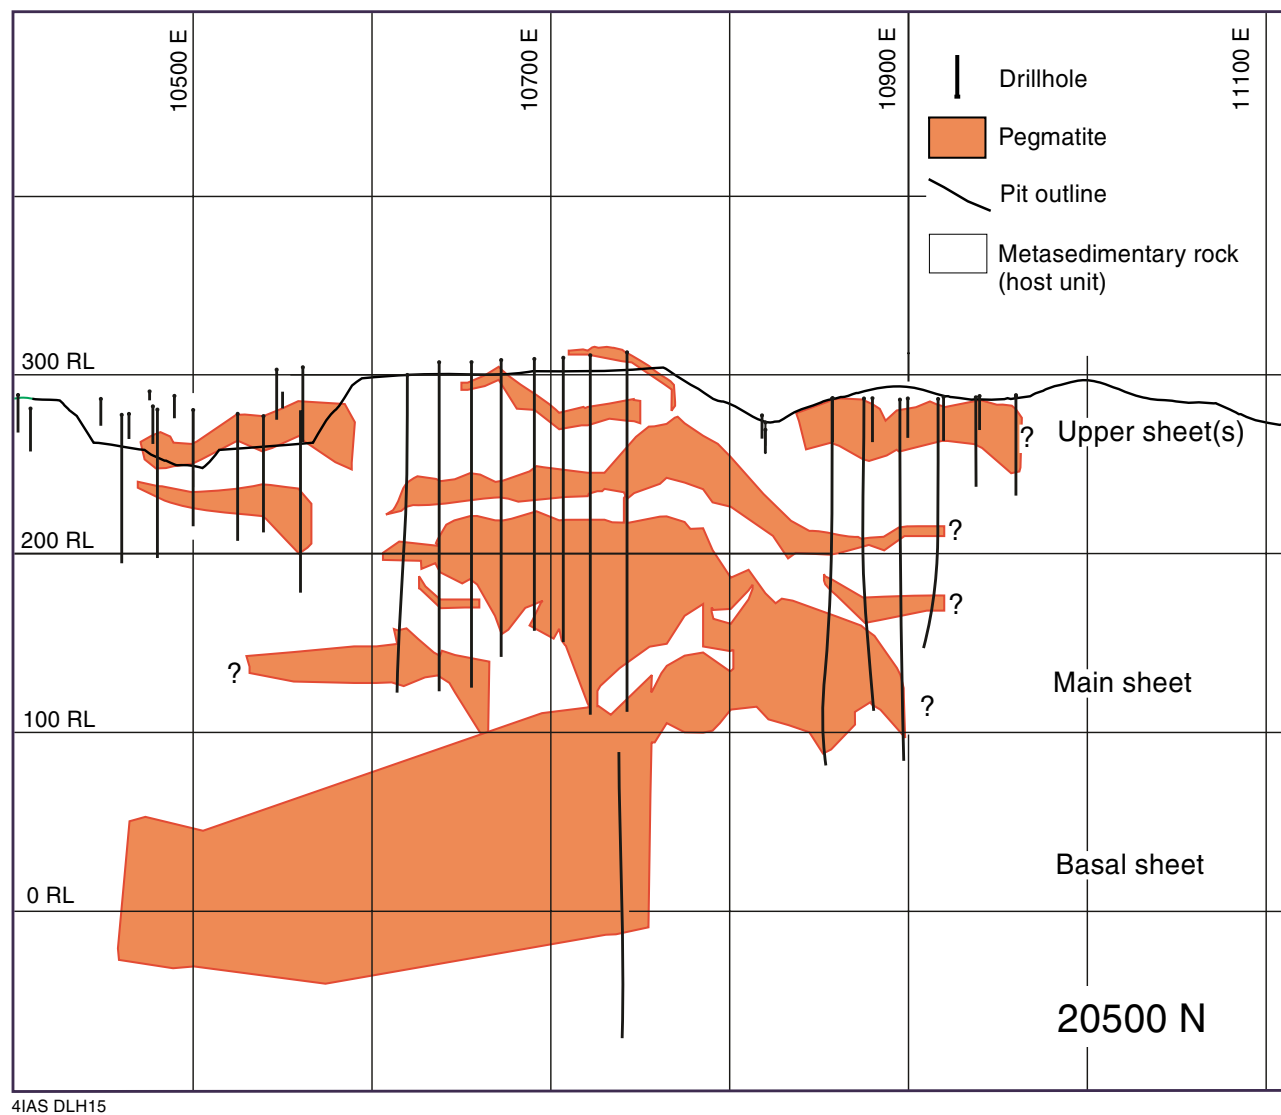 10500 E
10700 E
10900 E
11100 E
Drillhole
Pegmatite
Pit outline
Metasedimentary rock
(host unit)
300 RL
Upper sheet(s)
?
200 RL
?
?
?
Main sheet
?
100 RL
Basal sheet
0 RL
20500 N
4IAS DLH15